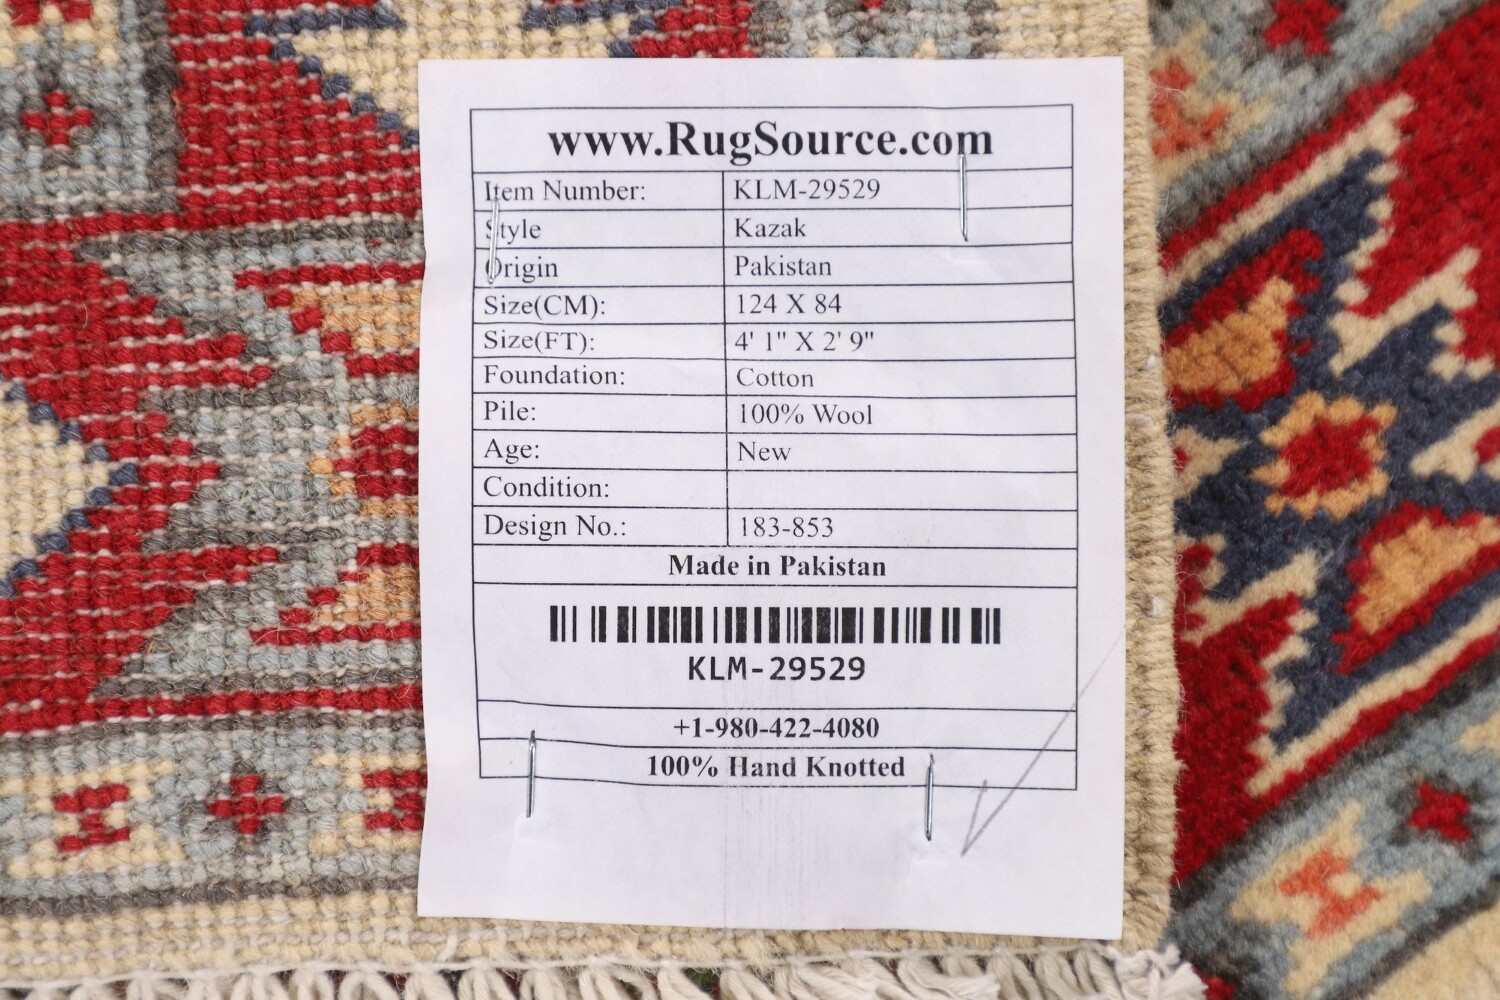 www.RugSource.com
Item Number: KLM-29529
Style Kazak
Origin Pakistan
Size(CM): 124 X 84
Size(FT): 4' 1" X 2' 9"
Foundation: Cotton
Pile: 100% Wool
Age: New
Condition:
Design No.: 183-853
Made in Pakistan
KLM-29529
+1-980-422-4080
100% Hand Knotted